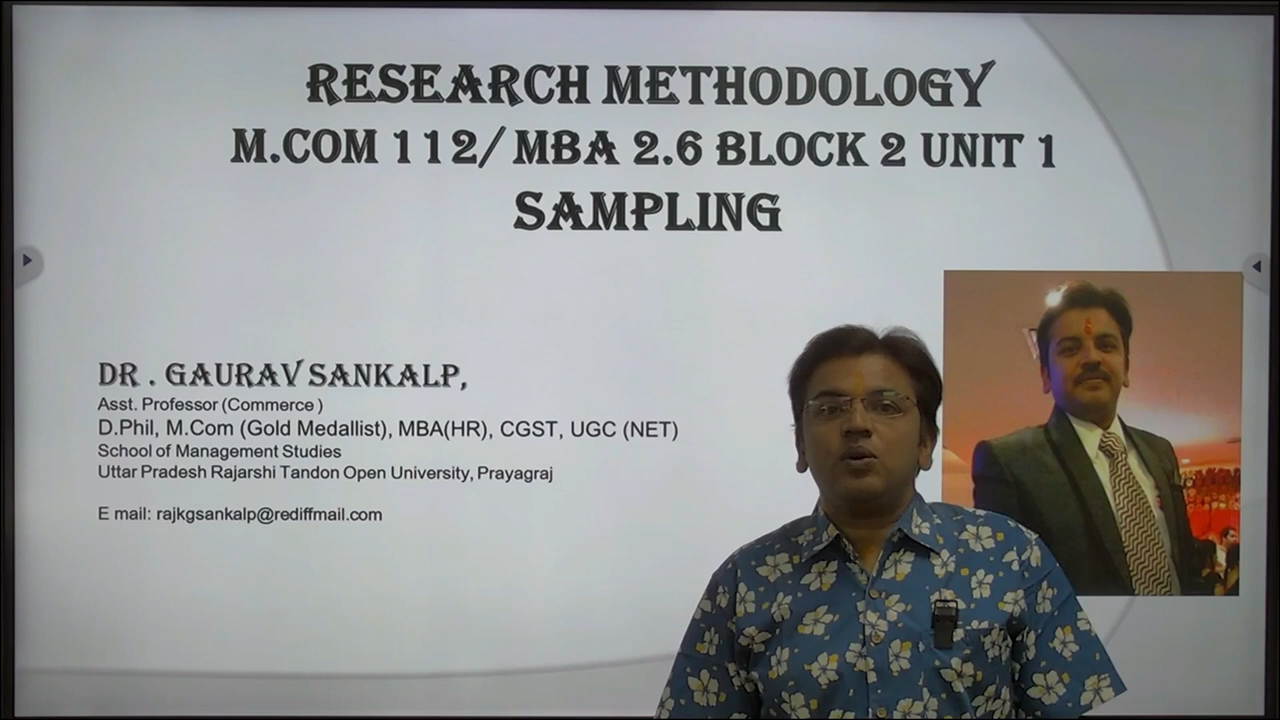 RESEARCH METHODOLOGY
M.COM 112/ MBA 2.6 BLOCK 2 UNIT 1
SAMPLING
DR . GAURAV SANKALP,
Asst. Professor (Commerce )
D.Phil, M.Com (Gold Medallist), MBA(HR), CGST, UGC (NET)
School of Management Studies
Uttar Pradesh Rajarshi Tandon Open University, Prayagraj
E mail: rajkgsankalp@rediffmail.com